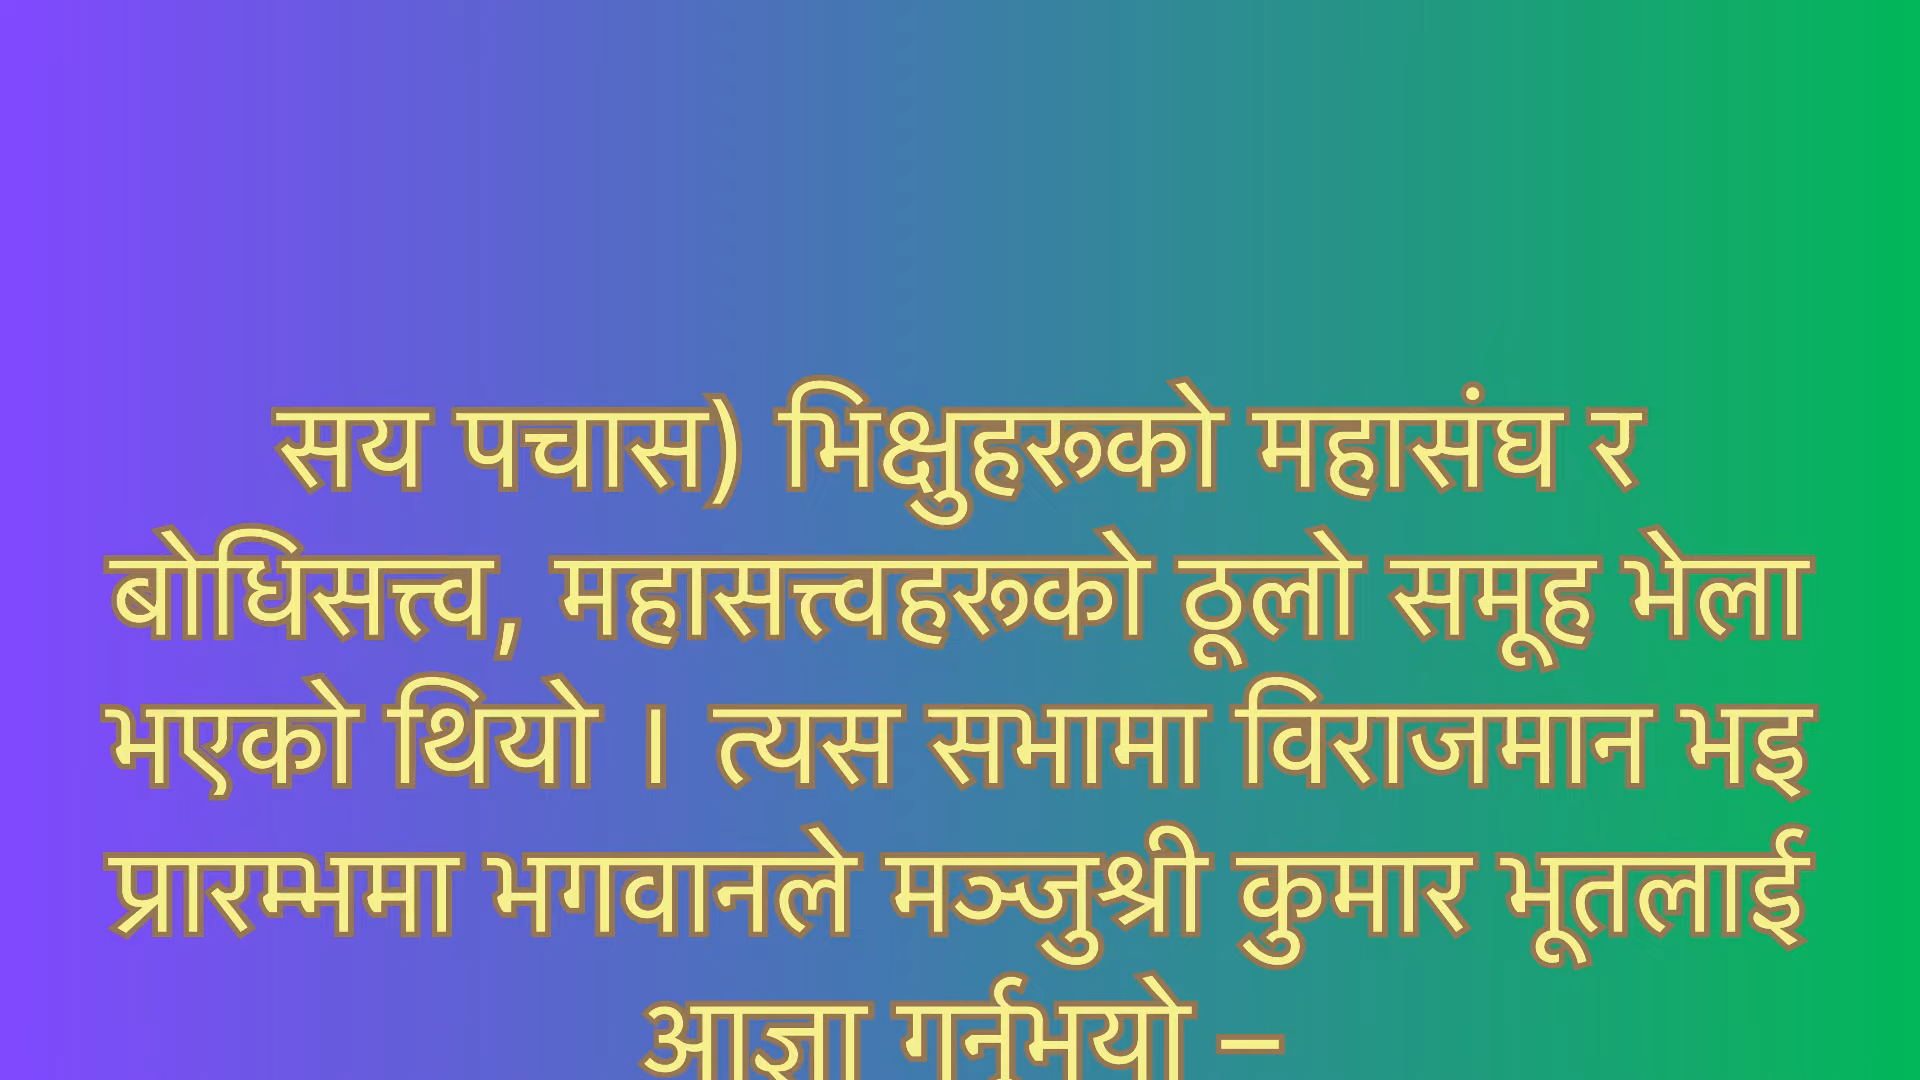 सय पचास) भिक्षुहरूको महासंघ र
बोधिसत्त्व, महासत्त्वहरूको ठूलो समूह भेला
भएको थियो । त्यस सभामा विराजमान भइ
प्रारम्भमा भगवानले मञ्जुश्री कुमार भूतलाई
आज्ञा गर्नुभयो –